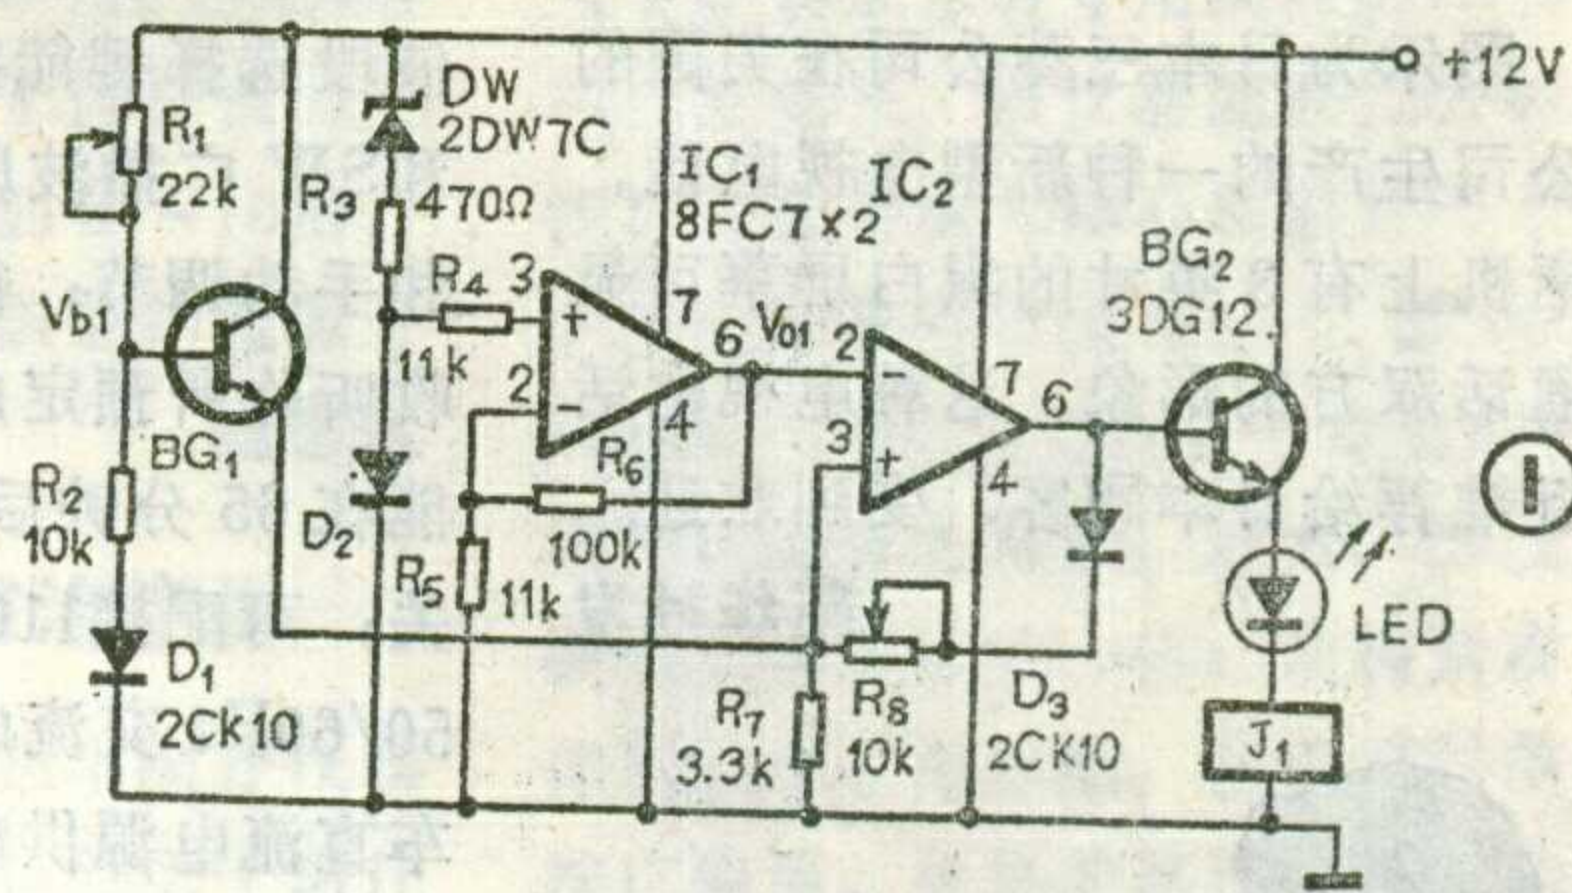 +12V
DW
2DW7C
R1
22k
R3
470Ω
IC1
8FC7×2
IC2
BG2
3DG12
Vb1
R4
11k
3
+
2
−
7
6
V01
4
2
−
3
+
7
6
4
BG1
R2
10k
D2
R6
100k
R5
11k
LED
D1
2CK10
R7
3.3k
R8
10k
D3
2CK10
J1
①